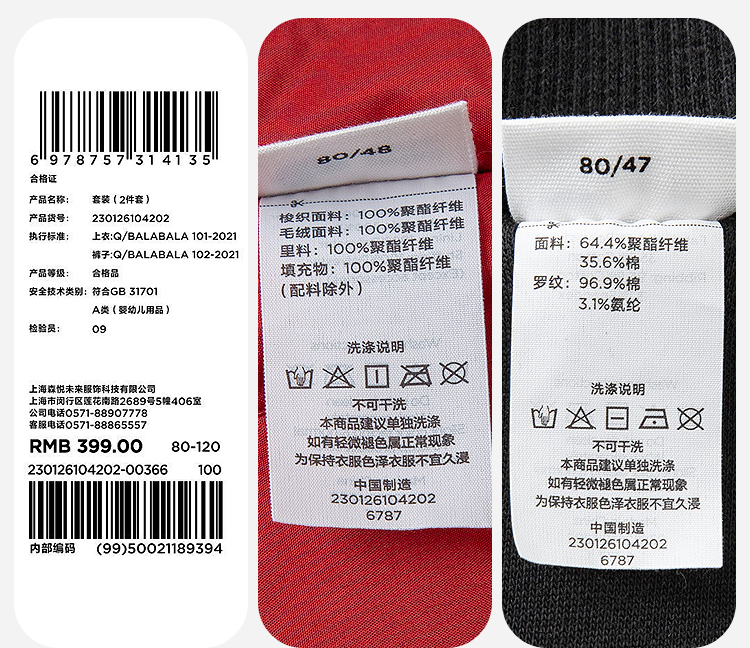 6 978757 314135
合格证
产品名称: 套装（2件套）
产品货号: 230126104202
执行标准: 上衣:Q/BALABALA 101-2021
裤子:Q/BALABALA 102-2021
产品等级: 合格品
安全技术类别: 符合GB 31701
A类（婴幼儿用品）
检验员: 09
上海森悦未来服饰科技有限公司
上海市闵行区莲花南路2689号5幢406室
公司电话0571-88907778
客服电话0571-88865557
RMB 399.00 80-120
230126104202-00366 100
内部编码 (99)50021189394
80/48
梭织面料: 100%聚酯纤维
毛绒面料: 100%聚酯纤维
里料: 100%聚酯纤维
填充物: 100%聚酯纤维
(配料除外)
洗涤说明
不可干洗
本商品建议单独洗涤
如有轻微褪色属正常现象
为保持衣服色泽衣服不宜久浸
中国制造
230126104202
6787
80/47
面料: 64.4%聚酯纤维
35.6%棉
罗纹: 96.9%棉
3.1%氨纶
洗涤说明
不可干洗
本商品建议单独洗涤
如有轻微褪色属正常现象
为保持衣服色泽衣服不宜久浸
中国制造
230126104202
6787